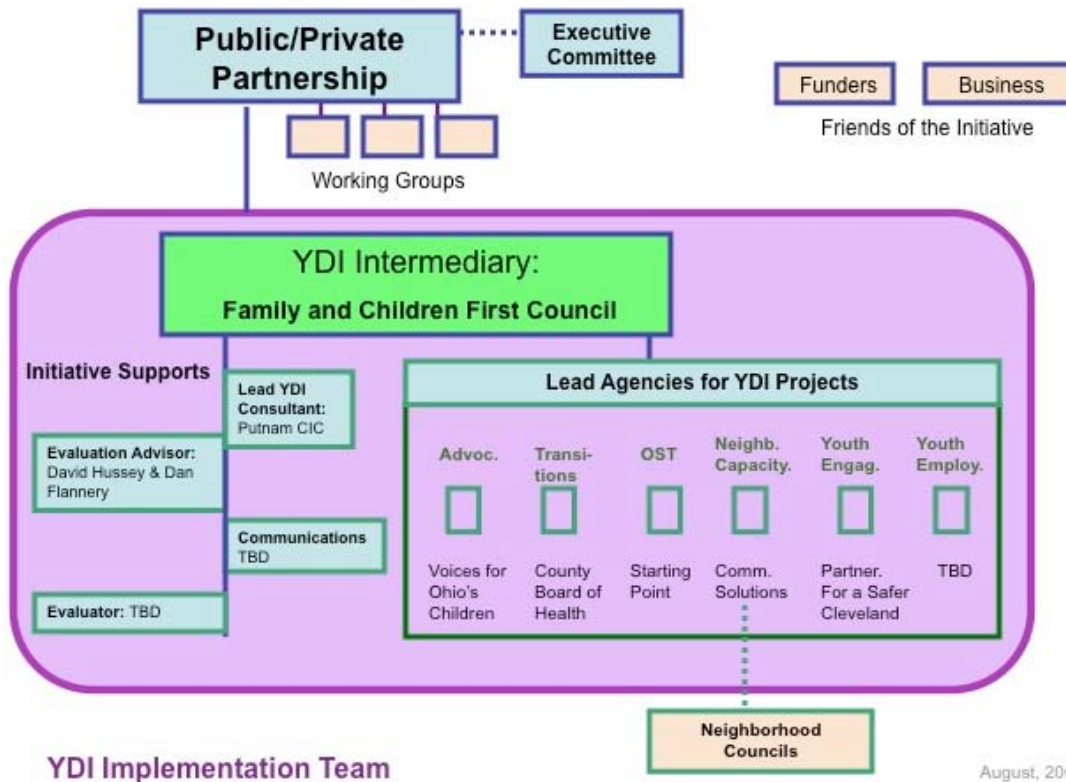 Public/Private
Partnership
Executive
Committee
Funders
Business
Friends of the Initiative
Working Groups
YDI Intermediary:
Family and Children First Council
Initiative Supports
Lead YDI
Consultant:
Putnam CIC
Evaluation Advisor:
David Hussey & Dan
Flannery
Communications
TBD
Evaluator: TBD
Lead Agencies for YDI Projects
Advoc.
Transi-
tions
OST
Neighb.
Capacity.
Youth
Engag.
Youth
Employ.
Voices for
Ohio's
Children
County
Board of
Health
Starting
Point
Comm.
Solutions
Partner.
For a Safer
Cleveland
TBD
Neighborhood
Councils
YDI Implementation Team
August,